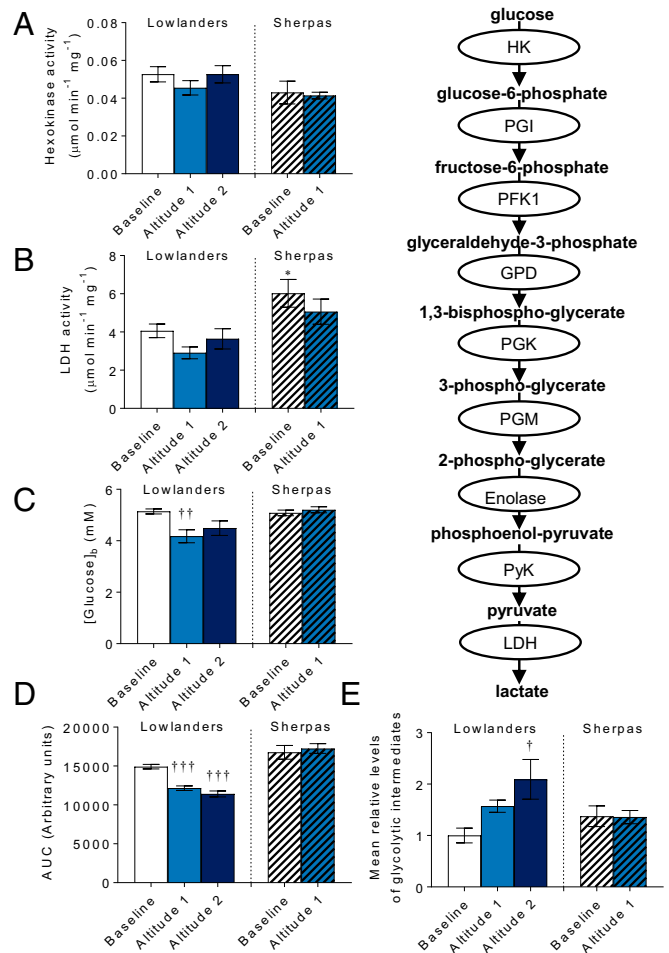 A
Lowlanders
Sherpas
Hexokinase activity
(μmol min⁻¹ mg⁻¹)
0.08
0.06
0.04
0.02
0.00
Baseline
Altitude 1
Altitude 2
Baseline
Altitude 1
B
Lowlanders
Sherpas
LDH activity
(μmol min⁻¹ mg⁻¹)
8
6
4
2
0
*
Baseline
Altitude 1
Altitude 2
Baseline
Altitude 1
C
Lowlanders
Sherpas
[Glucose]b (mM)
6
4
2
0
††
Baseline
Altitude 1
Altitude 2
Baseline
Altitude 1
D
Lowlanders
Sherpas
AUC (Arbitrary units)
20000
15000
10000
5000
0
†††
†††
Baseline
Altitude 1
Altitude 2
Baseline
Altitude 1
glucose
HK
glucose-6-phosphate
PGI
fructose-6-phosphate
PFK1
glyceraldehyde-3-phosphate
GPD
1,3-bisphospho-glycerate
PGK
3-phospho-glycerate
PGM
2-phospho-glycerate
Enolase
phosphoenol-pyruvate
PyK
pyruvate
LDH
lactate
E
Lowlanders
Sherpas
Mean relative levels
of glycolytic intermediates
3
2
1
0
†
Baseline
Altitude 1
Altitude 2
Baseline
Altitude 1